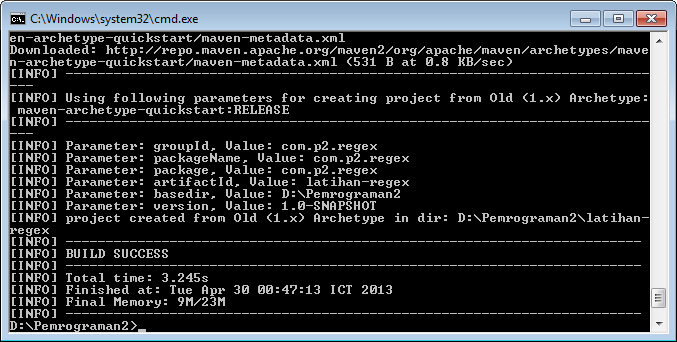 C:\Windows\system32\cmd.exe
en-archetype-quickstart/maven-metadata.xml
Downloaded: http://repo.maven.apache.org/maven2/org/apache/maven/archetypes/mave
n-archetype-quickstart/maven-metadata.xml (531 B at 0.8 KB/sec)
[INFO] -------------------------------------------------------------------------
---
[INFO] Using following parameters for creating project from Old (1.x) Archetype:
 maven-archetype-quickstart:RELEASE
[INFO] -------------------------------------------------------------------------
---
[INFO] Parameter: groupId, Value: com.p2.regex
[INFO] Parameter: packageName, Value: com.p2.regex
[INFO] Parameter: package, Value: com.p2.regex
[INFO] Parameter: artifactId, Value: latihan-regex
[INFO] Parameter: basedir, Value: D:\Pemrograman2
[INFO] Parameter: version, Value: 1.0-SNAPSHOT
[INFO] project created from Old (1.x) Archetype in dir: D:\Pemrograman2\latihan-
regex
[INFO] ------------------------------------------------------------------------
[INFO] BUILD SUCCESS
[INFO] ------------------------------------------------------------------------
[INFO] Total time: 3.245s
[INFO] Finished at: Tue Apr 30 00:47:13 ICT 2013
[INFO] Final Memory: 9M/23M
[INFO] ------------------------------------------------------------------------
D:\Pemrograman2>_